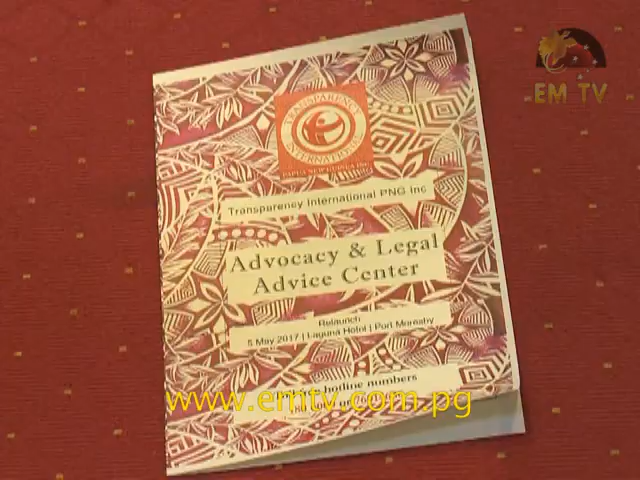 EM TV
TRANSPARENCY
INTERNATIONAL
PAPUA NEW GUINEA INC.
Transparency International PNG Inc
Advocacy & Legal
Advice Center
Relaunch
5 May 2017 | Laguna Hotel | Port Moresby
hotline numbers
www.emtv.com.pg